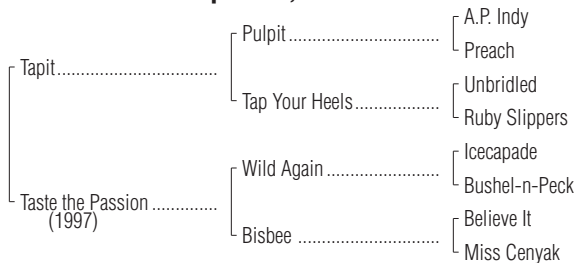 A.P. Indy
Pulpit
Preach
Tapit
Unbridled
Tap Your Heels
Ruby Slippers
Icecapade
Wild Again
Bushel-n-Peck
Taste the Passion
(1997)
Believe It
Bisbee
Miss Cenyak